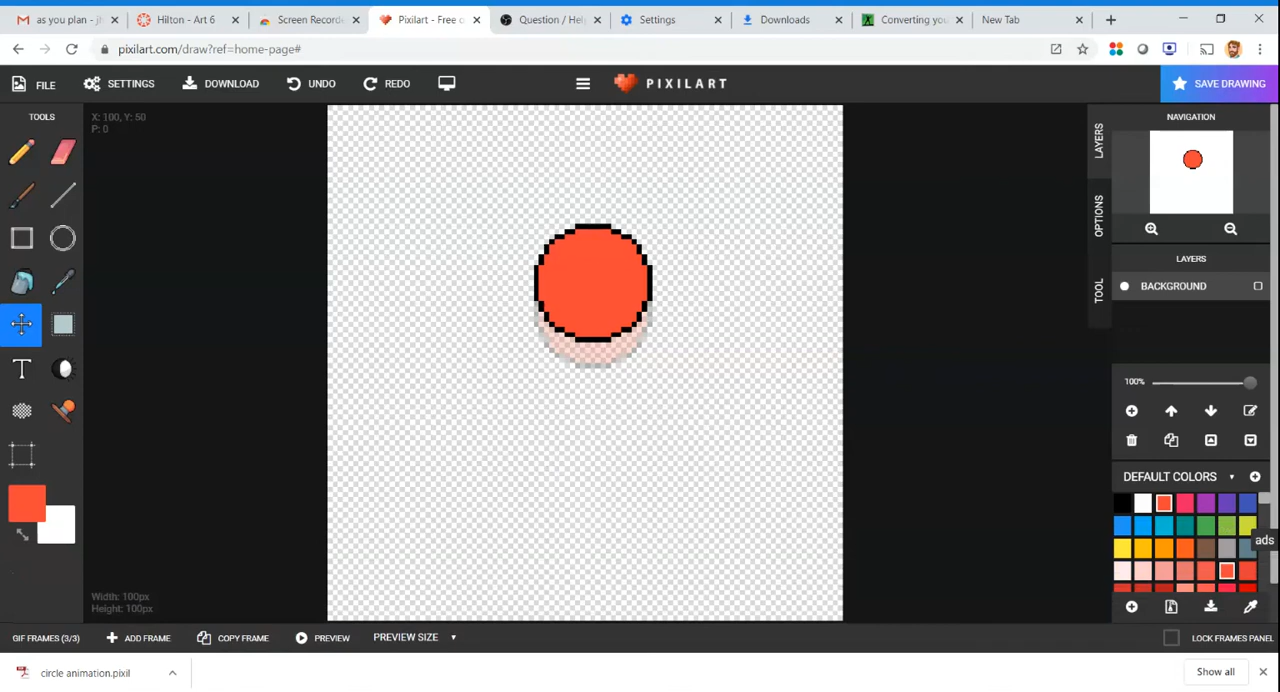 as you plan - jh
Hilton - Art 6
Screen Record
Pixilart - Free o
Question / Help
Settings
Downloads
Converting you
New Tab
pixilart.com/draw?ref=home-page#
FILE
SETTINGS
DOWNLOAD
UNDO
REDO
PIXILART
SAVE DRAWING
TOOLS
X: 100, Y: 50
P: 0
LAYERS
OPTIONS
TOOL
NAVIGATION
LAYERS
BACKGROUND
100%
DEFAULT COLORS
ads
T
Width: 100px
Height: 100px
GIF FRAMES (3/3)
ADD FRAME
COPY FRAME
PREVIEW
PREVIEW SIZE
LOCK FRAMES PANEL
circle animation.pixil
Show all